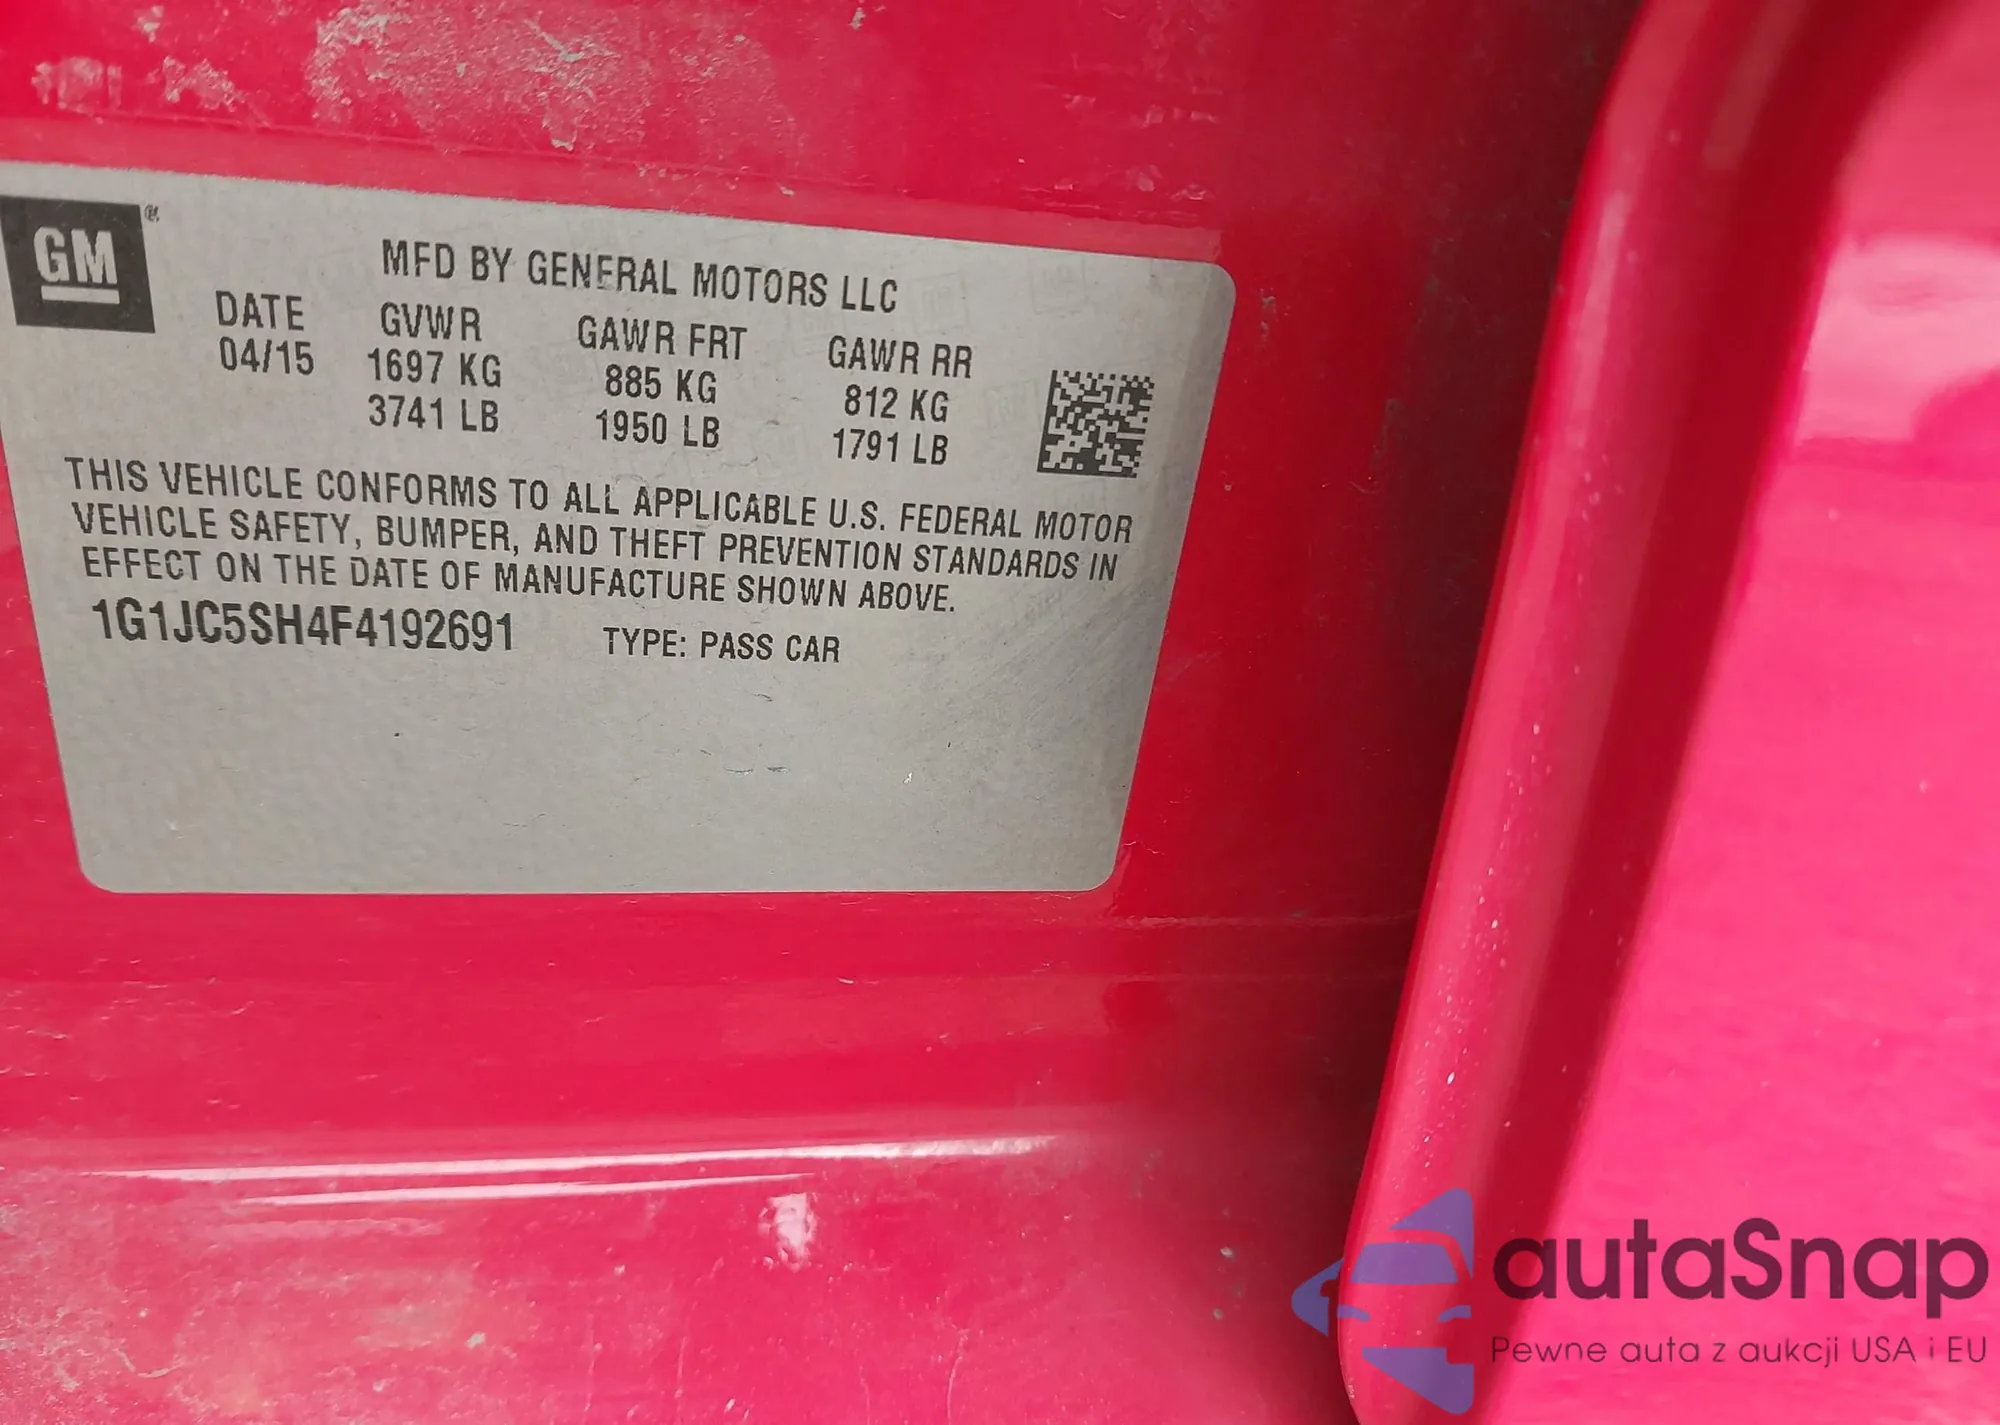 GM
MFD BY GENERAL MOTORS LLC
DATE GVWR GAWR FRT GAWR RR
04/15 1697 KG 885 KG 812 KG
3741 LB 1950 LB 1791 LB
THIS VEHICLE CONFORMS TO ALL APPLICABLE U.S. FEDERAL MOTOR
VEHICLE SAFETY, BUMPER, AND THEFT PREVENTION STANDARDS IN
EFFECT ON THE DATE OF MANUFACTURE SHOWN ABOVE.
1G1JC5SH4F4192691 TYPE: PASS CAR
autaSnap
Pewne auta z aukcji USA i EU